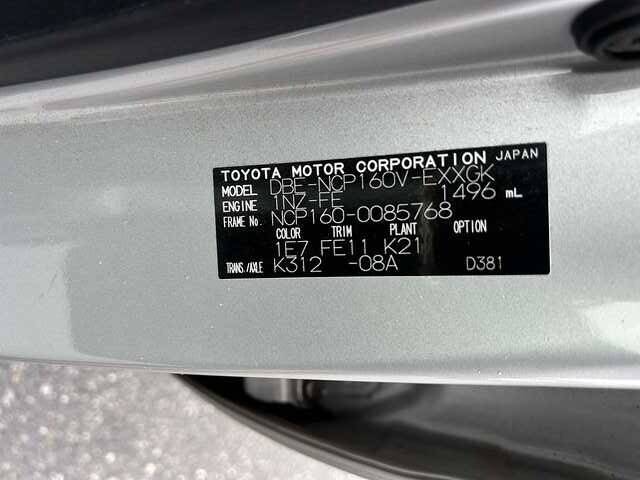 TOYOTA MOTOR CORPORATION JAPAN
MODEL DBE-NCP160V-EXXGK
ENGINE 1NZ-FE 1496 mL
FRAME No. NCP160-0085768
COLOR TRIM PLANT OPTION
1E7 FE11 K21
TRANS./AXLE K312 -08A D381